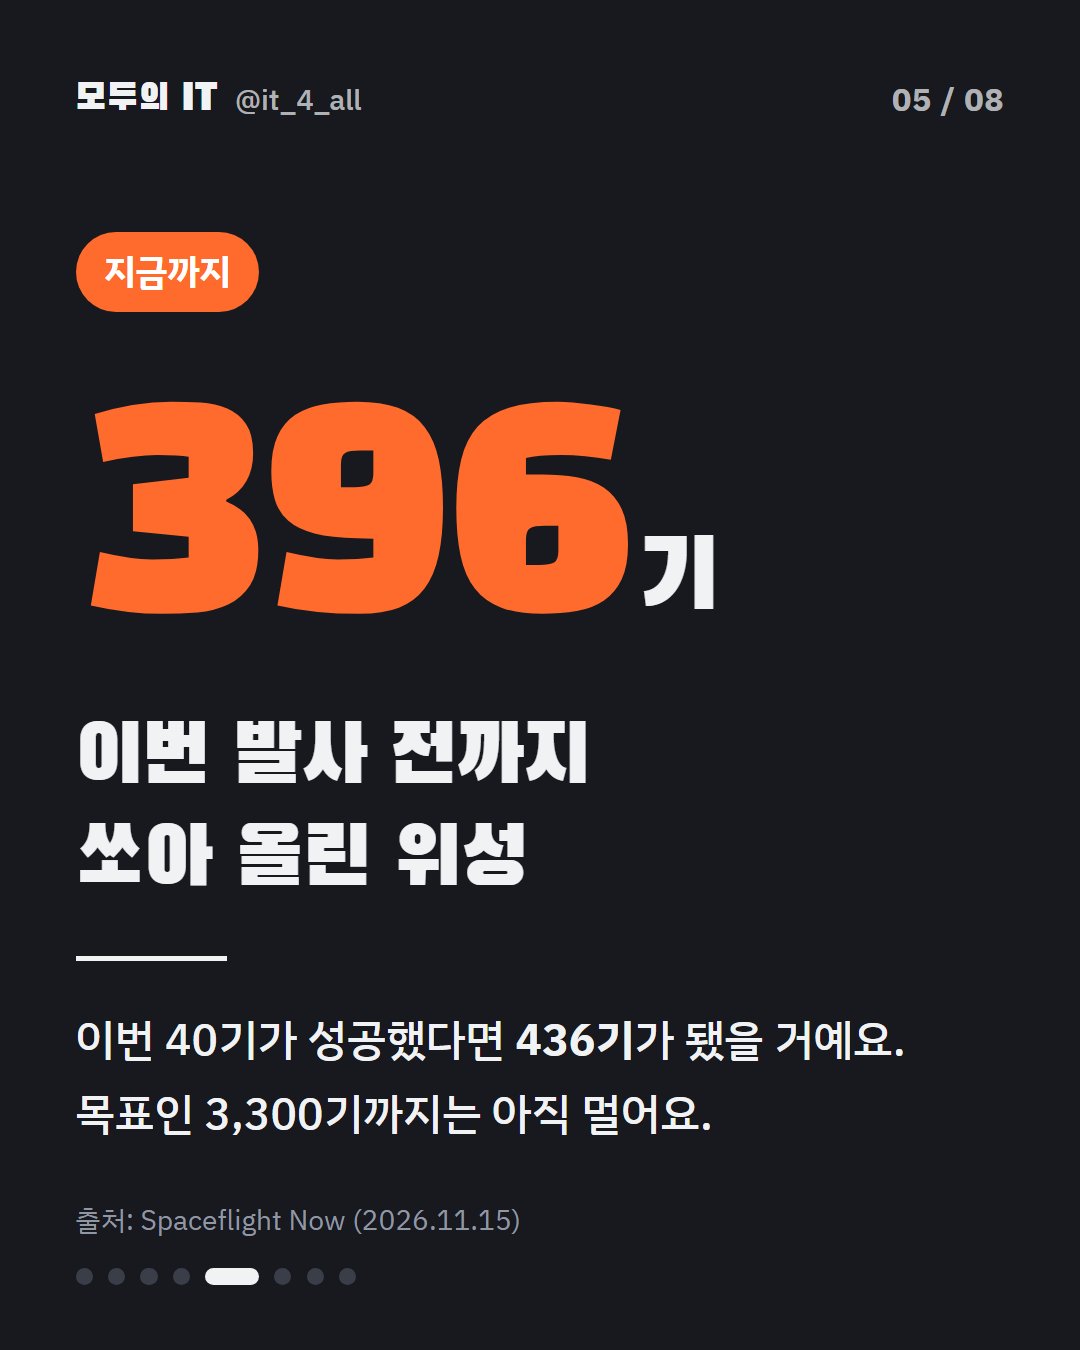 모두의 IT @it_4_all
05 / 08
지금까지
396기
이번 발사 전까지
쏘아 올린 위성
이번 40기가 성공했다면 436기가 됐을 거예요.
목표인 3,300기까지는 아직 멀어요.
출처: Spaceflight Now (2026.11.15)